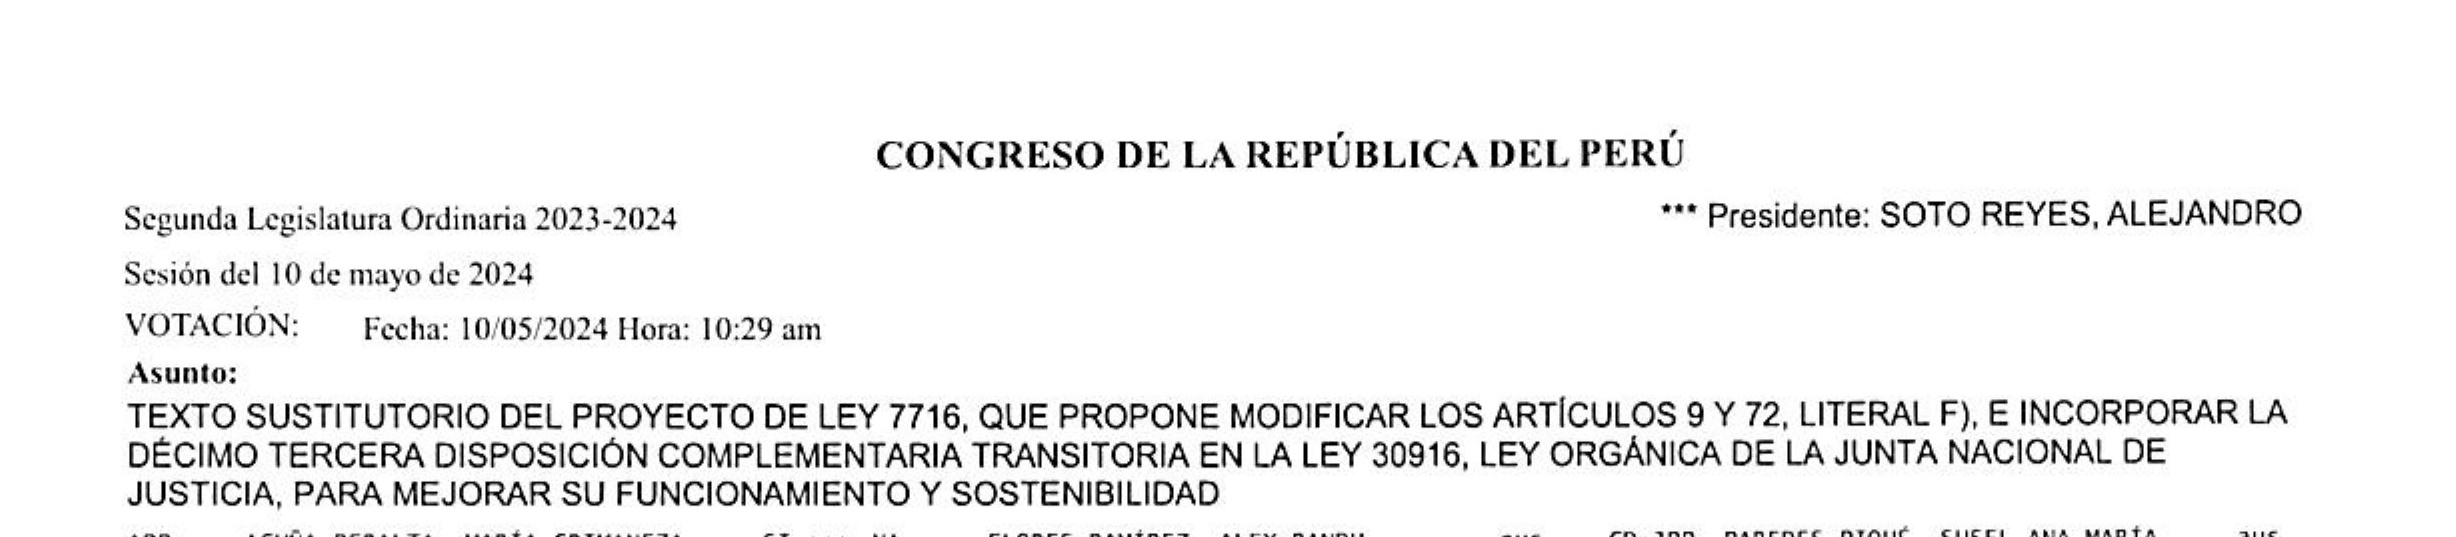 CONGRESO DE LA REPÚBLICA DEL PERÚ
Segunda Legislatura Ordinaria 2023-2024
*** Presidente: SOTO REYES, ALEJANDRO
Sesión del 10 de mayo de 2024
VOTACIÓN: Fecha: 10/05/2024 Hora: 10:29 am
Asunto:
TEXTO SUSTITUTORIO DEL PROYECTO DE LEY 7716, QUE PROPONE MODIFICAR LOS ARTÍCULOS 9 Y 72, LITERAL F), E INCORPORAR LA
DÉCIMO TERCERA DISPOSICIÓN COMPLEMENTARIA TRANSITORIA EN LA LEY 30916, LEY ORGÁNICA DE LA JUNTA NACIONAL DE
JUSTICIA, PARA MEJORAR SU FUNCIONAMIENTO Y SOSTENIBILIDAD